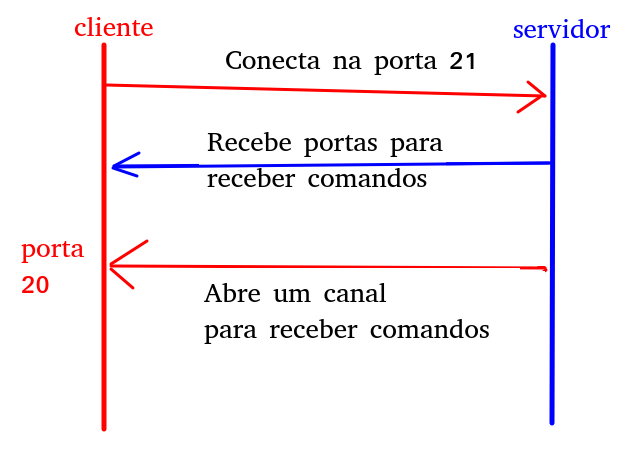 cliente
servidor
Conecta na porta 21
Recebe portas para
receber comandos
porta
20
Abre um canal
para receber comandos